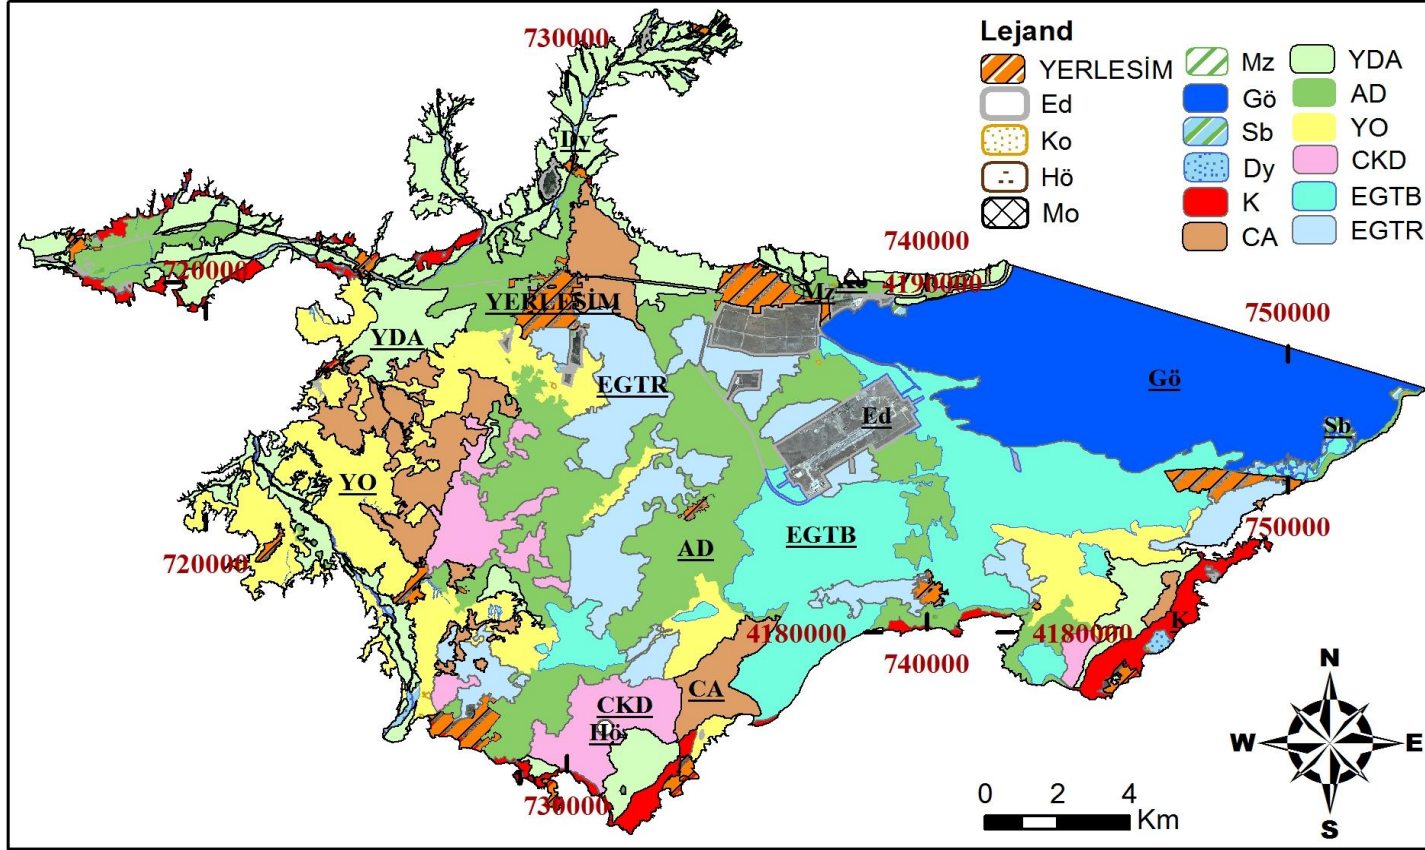 730000
Lejand
YERLESİM
Ed
Ko
Hö
Mo
Mz
Gö
Sb
Dy
K
CA
YDA
AD
YO
CKD
EGTB
EGTR
Dy
740000
720000
4190000
Mz
YERLESİM
750000
YDA
EGTR
Gö
Ed
Sb
YO
AD
EGTB
750000
720000
K
4180000
4180000
740000
CA
CKD
Hö
730000
N
W
E
S
0 2 4
Km